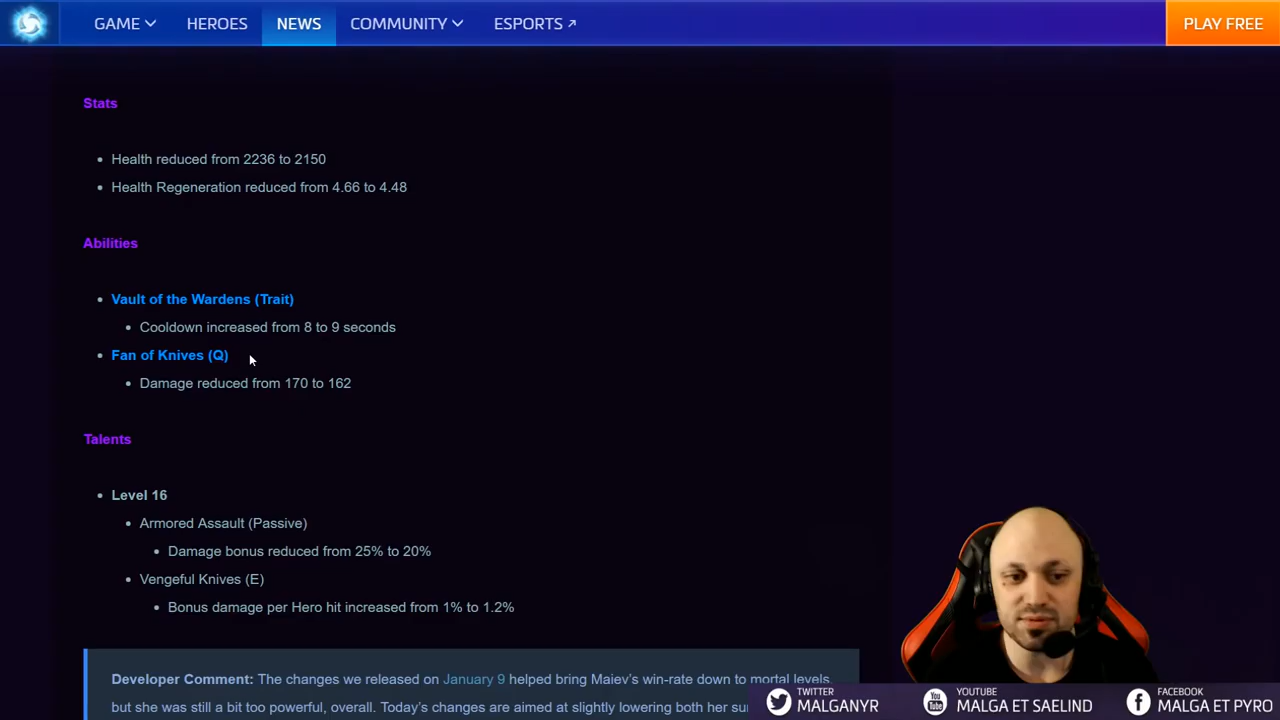 GAME HEROES NEWS COMMUNITY ESPORTS PLAY FREE
Stats
Health reduced from 2236 to 2150
Health Regeneration reduced from 4.66 to 4.48
Abilities
Vault of the Wardens (Trait)
Cooldown increased from 8 to 9 seconds
Fan of Knives (Q)
Damage reduced from 170 to 162
Talents
Level 16
Armored Assault (Passive)
Damage bonus reduced from 25% to 20%
Vengeful Knives (E)
Bonus damage per Hero hit increased from 1% to 1.2%
Developer Comment: The changes we released on January 9 helped bring Maiev's win-rate down to mortal levels,
but she was still a bit too powerful, overall. Today's changes are aimed at slightly lowering both her
TWITTER
MALGANYR
You Tube
YOUTUBE
MALGA ET SAELIND
FACEBOOK
MALGA ET PYRO